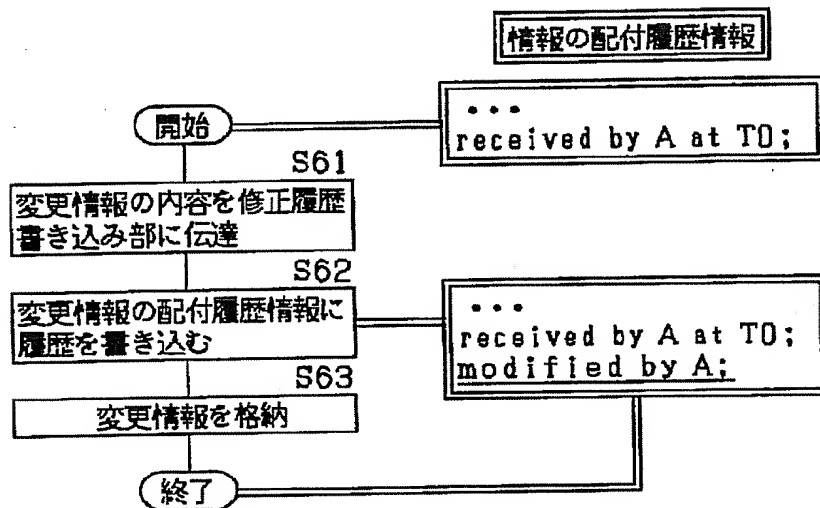 情報の配付履歴情報
開始
• • •
received by A at T0;
S61
変更情報の内容を修正履歴
書き込み部に伝達
S62
変更情報の配付履歴情報に
履歴を書き込む
• • •
received by A at T0;
modified by A;
S63
変更情報を格納
終了